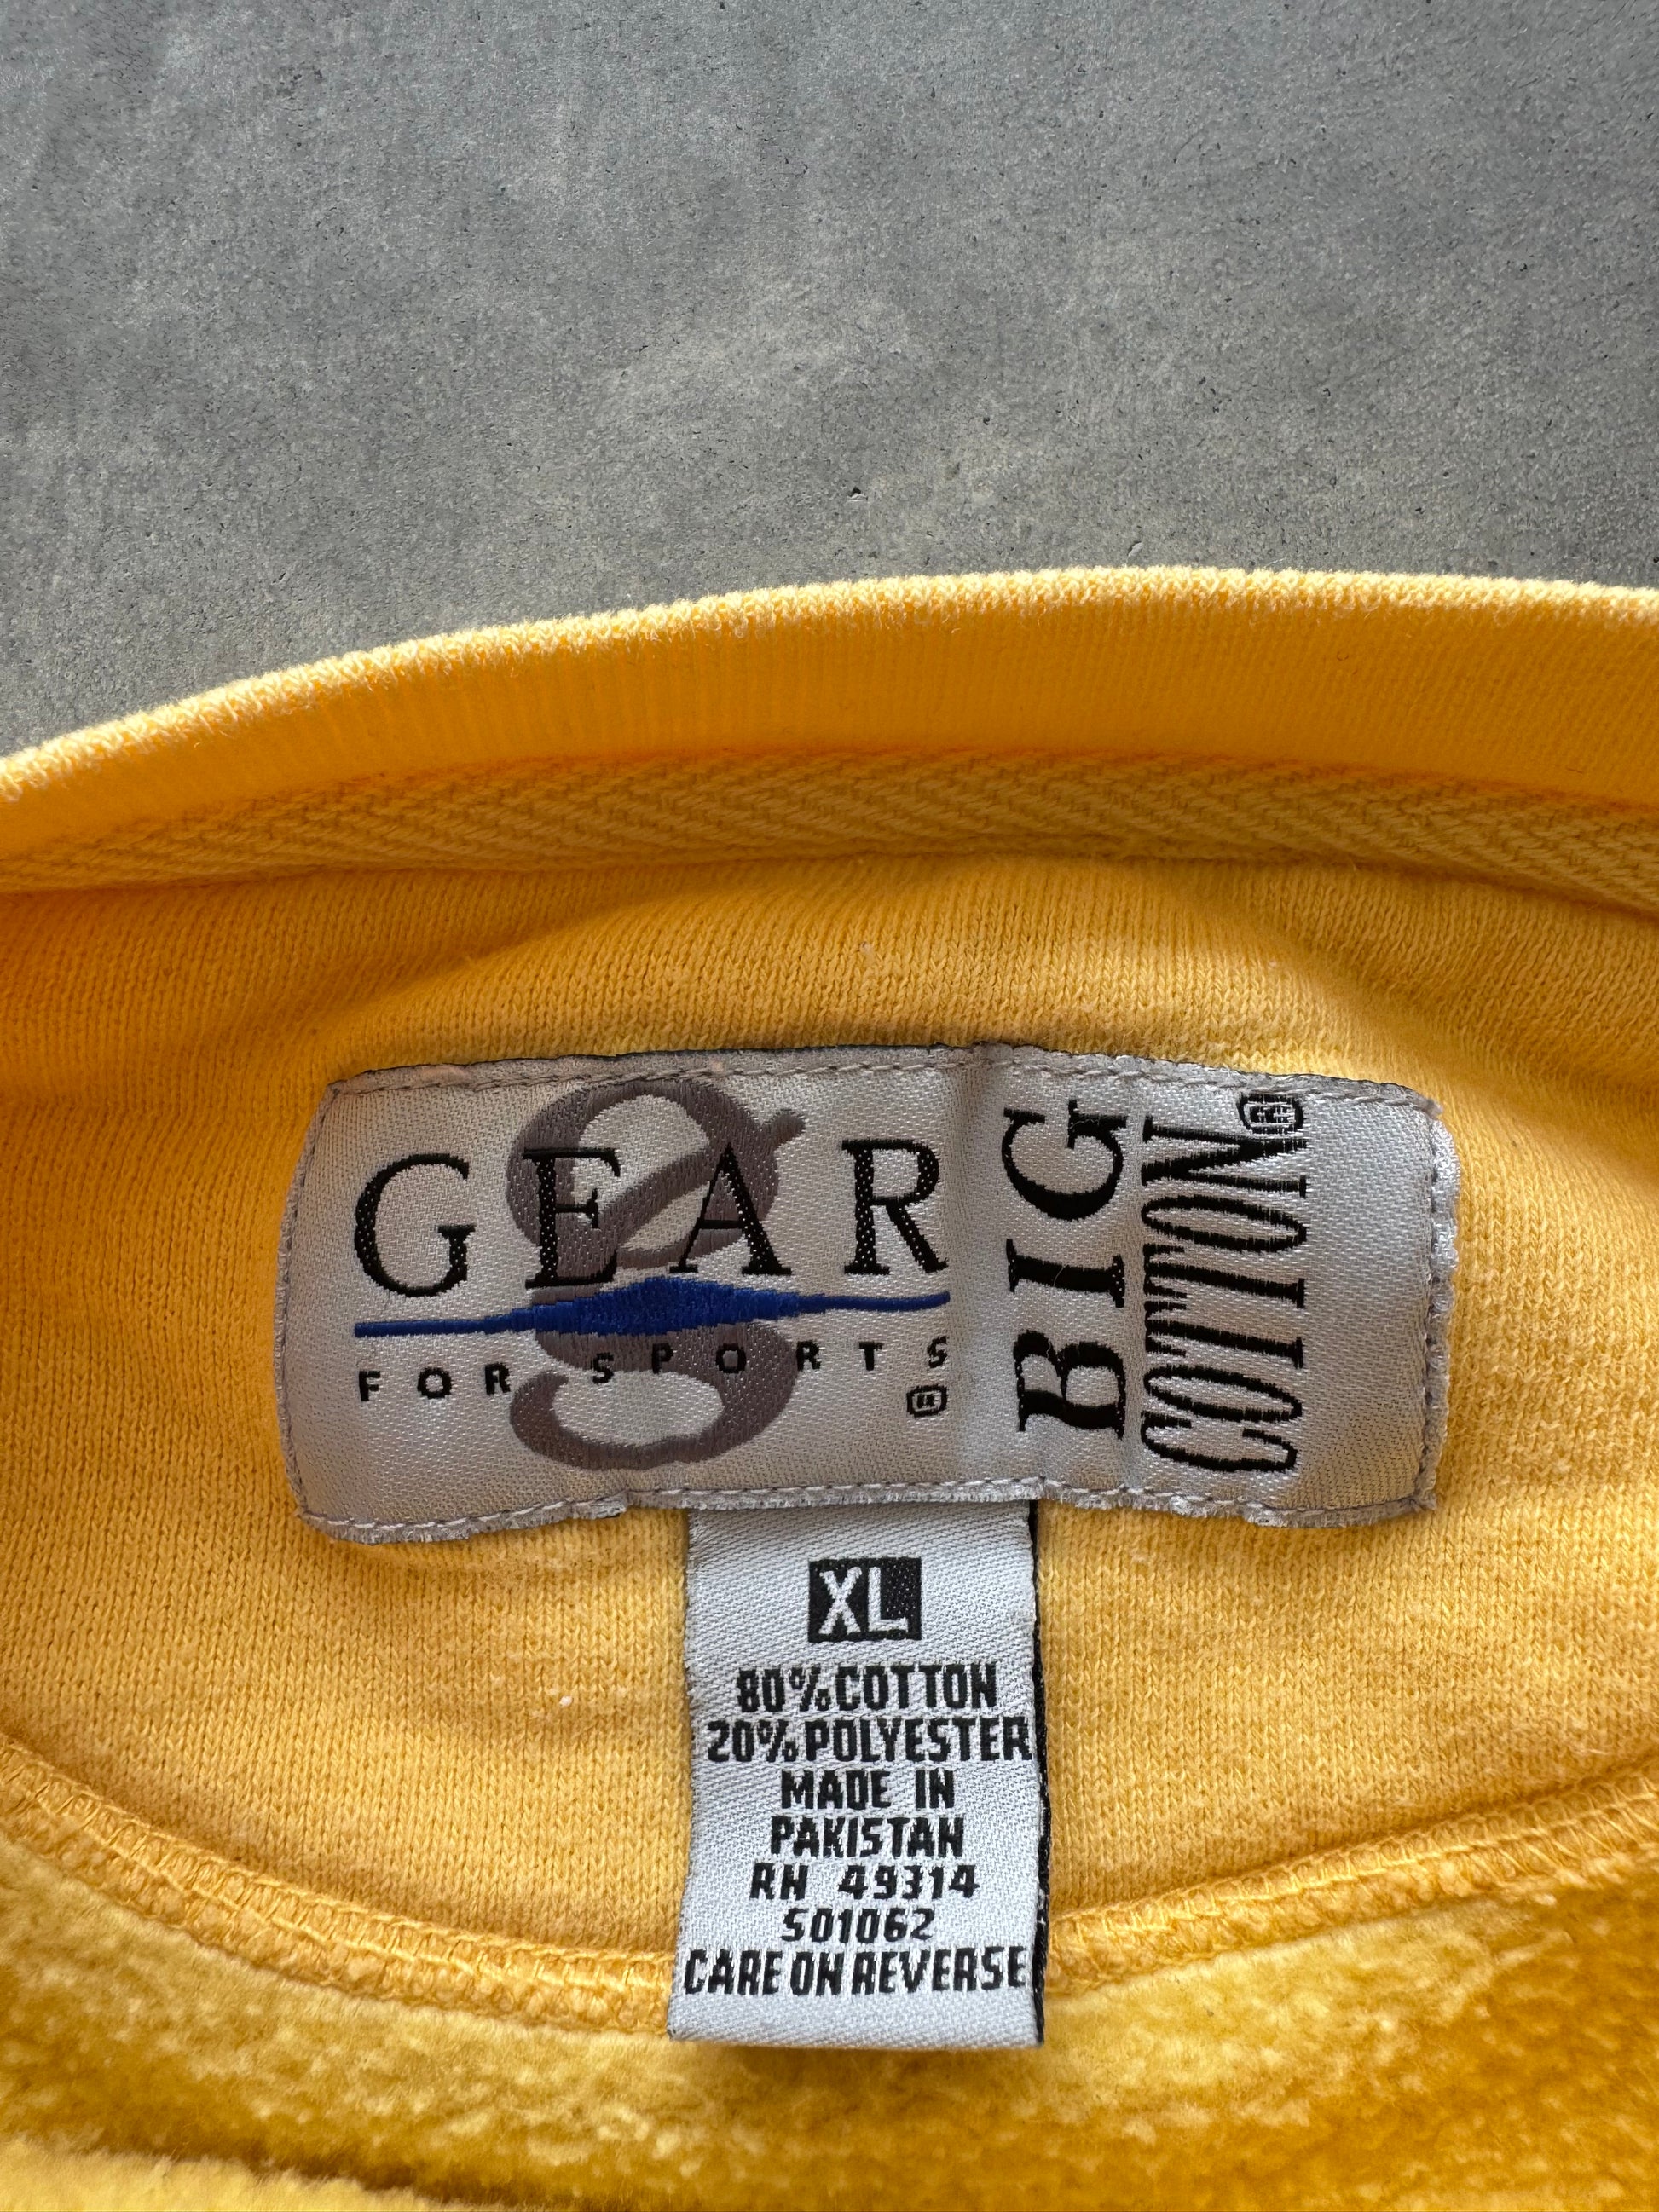 GEAR
FOR SPORTS®
BIG
COTTON®
XL
80% COTTON
20% POLYESTER
MADE IN
PAKISTAN
RN 49314
S01062
CARE ON REVERSE